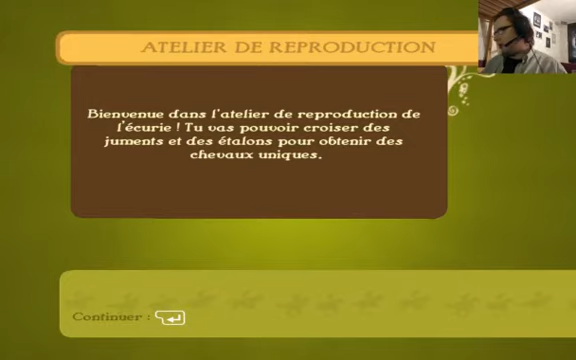 ATELIER DE REPRODUCTION
Bienvenue dans l'atelier de reproduction de
l'écurie ! Tu vas pouvoir croiser des
juments et des étalons pour obtenir des
chevaux uniques.
Continuer :